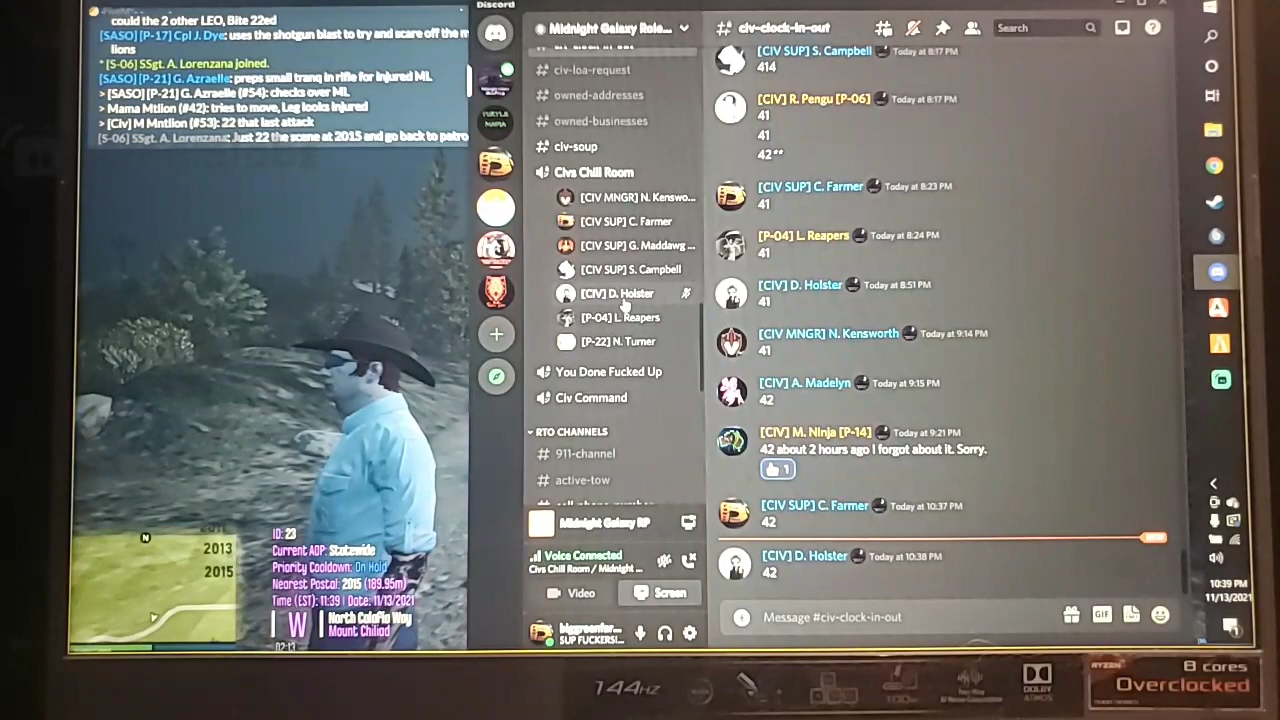 could the 2 other LEO, Bite 22ed
[SASO] [P-17] Cpl J. Dye: uses the shotgun blast to try and scare off the m
lions
* [S-06] SSgt. A. Lorenzana joined.
[SASO] [P-21] G. Azraelle: preps small tranq in rifle for injured ML
> [SASO] [P-21] G. Azraelle (#54): checks over ML
> Mama Mtlion (#42): tries to move, Leg looks injured
> [Civ] M Mntlion (#53): 22 that last attack
[S-06] SSgt. A. Lorenzana: Just 22 the scene at 2015 and go back to patro
N
2013
2015
ID: 23
Current AOP: Statewide
Priority Cooldown: On Hold
Nearest Postal: 2015 (189.95m)
Time (EST): 11:39 | Date: 11/13/2021
W
North Calafia Way
Mount Chiliad
02:13
Discord
Midnight Galaxy Role...
# civ-loa-request
# owned-addresses
# owned-businesses
# civ-soup
Civs Chill Room
[CIV MNGR] N. Kenswo...
[CIV SUP] C. Farmer
[CIV SUP] G. Maddawg ...
[CIV SUP] S. Campbell
[CIV] D. Holster
[P-04] L. Reapers
[P-22] N. Turner
You Done Fucked Up
Civ Command
RTO CHANNELS
# 911-channel
# active-tow
Midnight Galaxy RP
Voice Connected
Civs Chill Room / Midnight ...
Video
Screen
biggreenfar...
SUP FUCKERS!...
civ-clock-in-out
Search
[CIV SUP] S. Campbell Today at 8:17 PM
414
[CIV] R. Pengu [P-06] Today at 8:17 PM
41
41
42**
[CIV SUP] C. Farmer Today at 8:23 PM
41
[P-04] L. Reapers Today at 8:24 PM
41
[CIV] D. Holster Today at 8:51 PM
41
[CIV MNGR] N. Kensworth Today at 9:14 PM
41
[CIV] A. Madelyn Today at 9:15 PM
42
[CIV] M. Ninja [P-14] Today at 9:21 PM
42 about 2 hours ago I forgot about it. Sorry.
1
[CIV SUP] C. Farmer Today at 10:37 PM
42
NEW
[CIV] D. Holster Today at 10:38 PM
42
Message #civ-clock-in-out
GIF
10:39 PM
11/13/2021
144HZ
DOLBY
ATMOS
RYZEN
8 cores
Overclocked